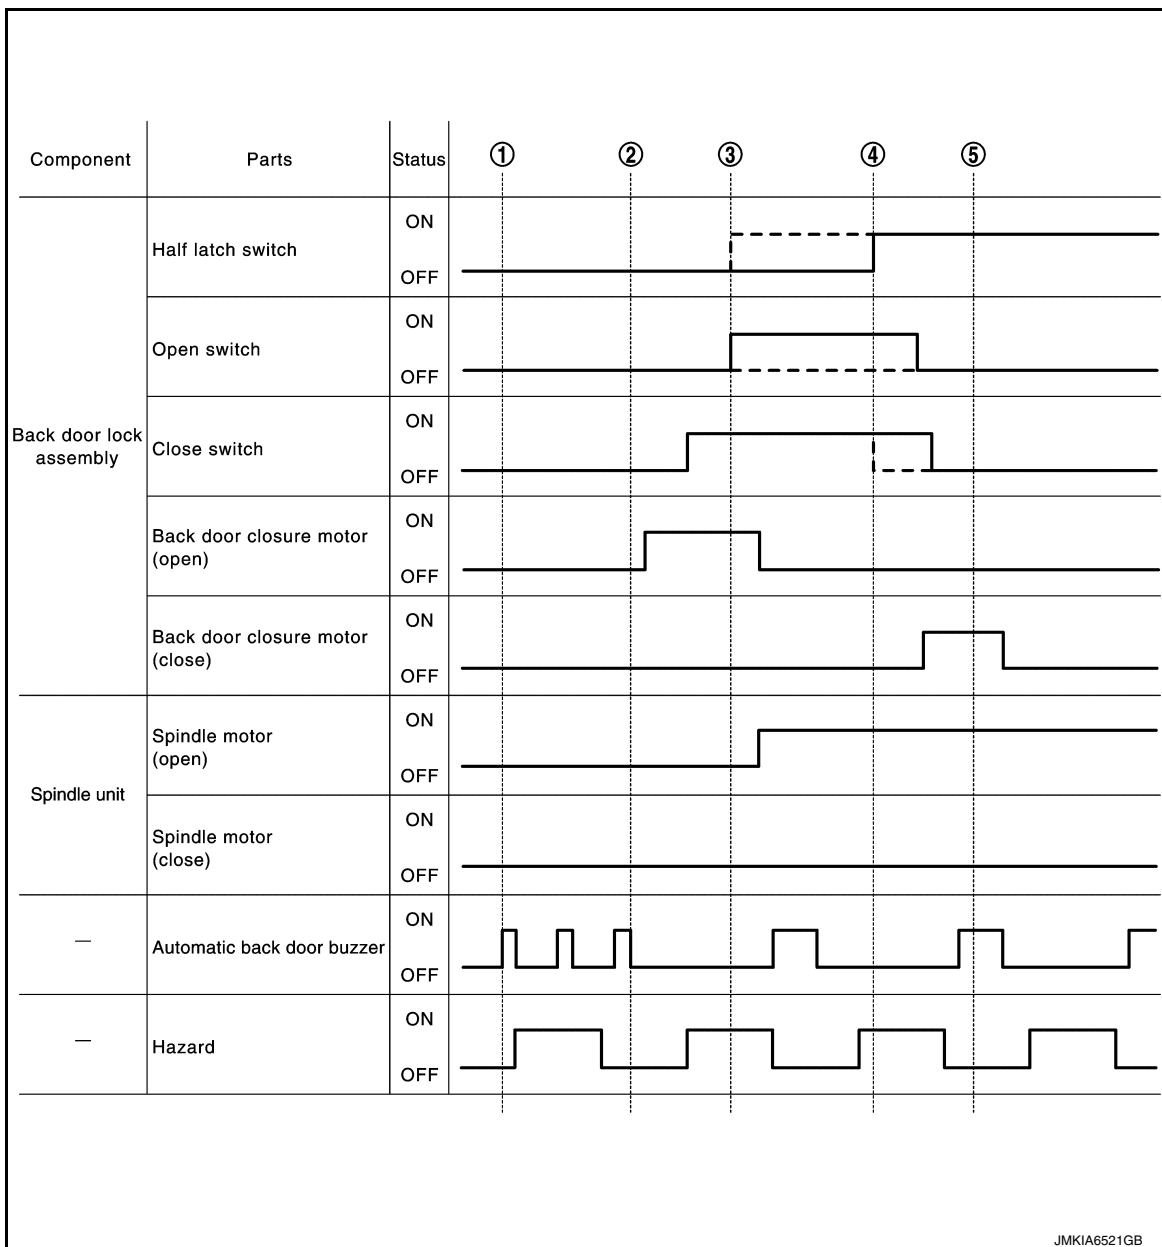 Component Parts Status ① ② ③ ④ ⑤
Back door lock
assembly
Half latch switch
ON
OFF
Open switch
ON
OFF
Close switch
ON
OFF
Back door closure motor
(open)
ON
OFF
Back door closure motor
(close)
ON
OFF
Spindle unit
Spindle motor
(open)
ON
OFF
Spindle motor
(close)
ON
OFF
—
Automatic back door buzzer
ON
OFF
—
Hazard
ON
OFF
JMKIA6521GB